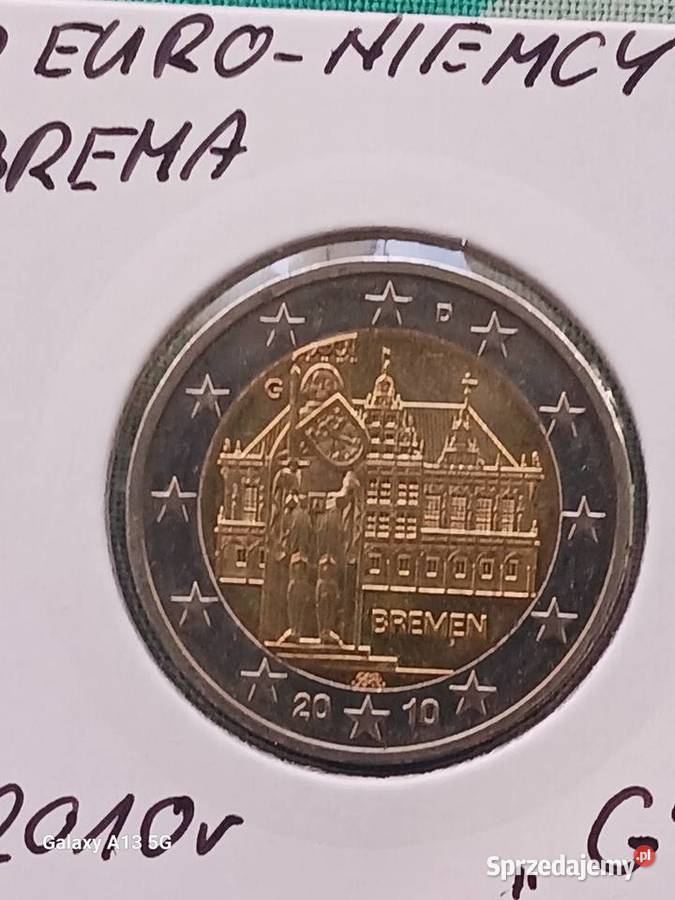 EURO-NIEMCY
BREMA
D
G
BREMEN
20 10
2010r
Galaxy A13 5G
„G"
Sprzedajemy.pl